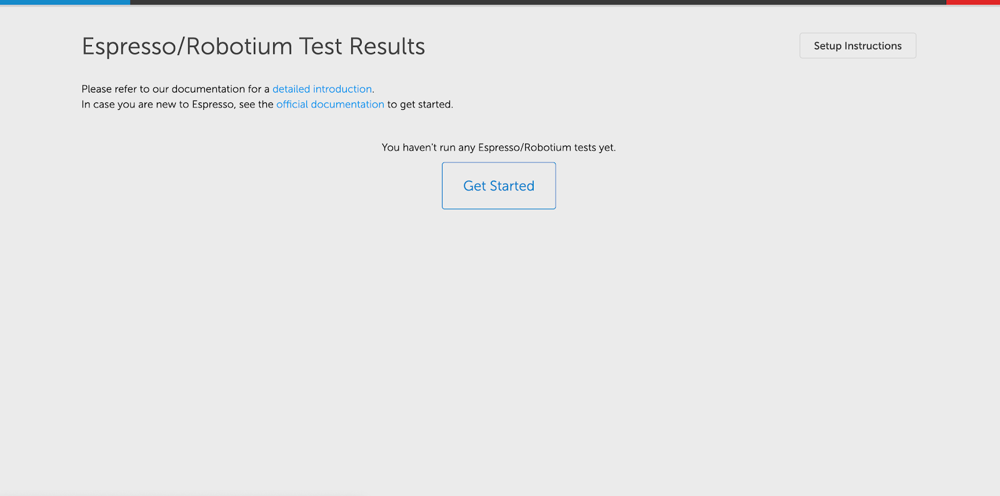 Espresso/Robotium Test Results
Setup Instructions
Please refer to our documentation for a detailed introduction.
In case you are new to Espresso, see the official documentation to get started.
You haven't run any Espresso/Robotium tests yet.
Get Started